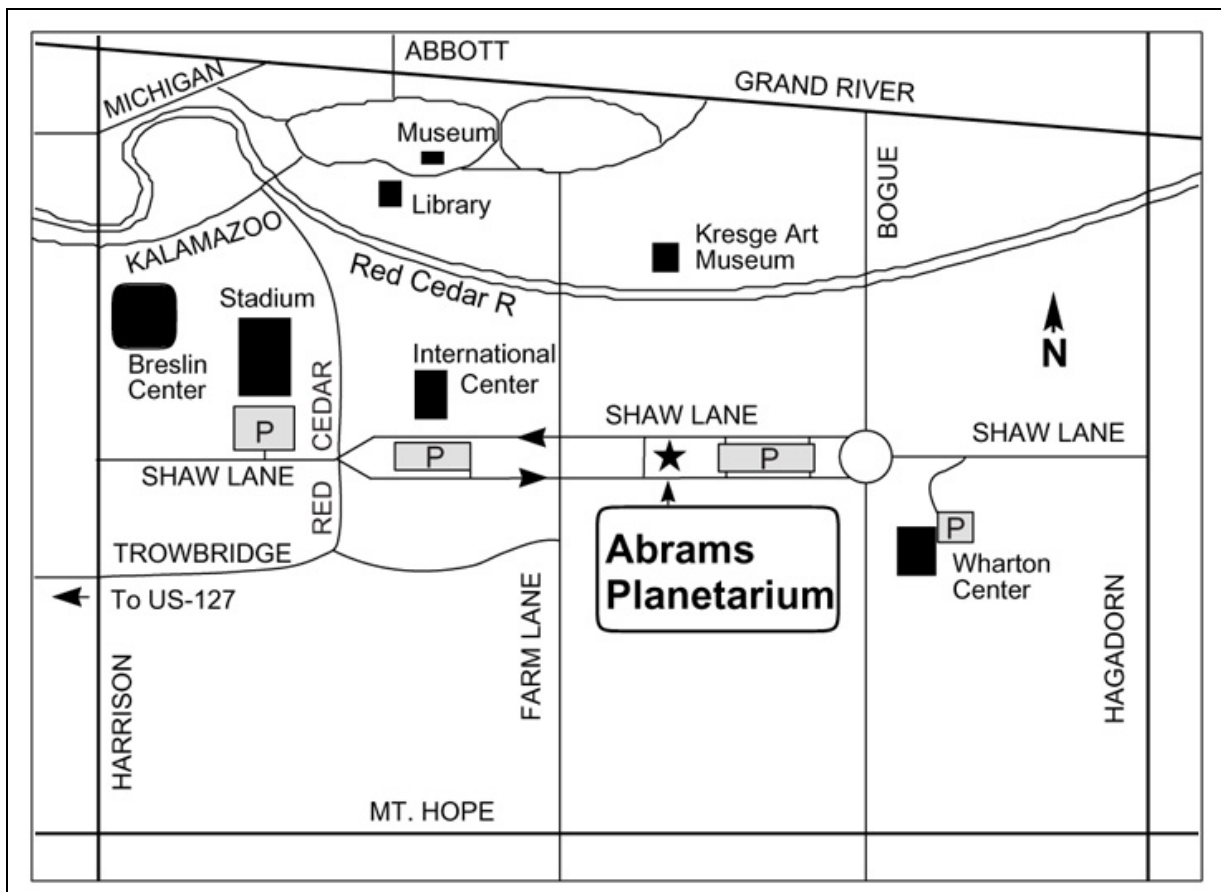 ABBOTT
MICHIGAN
GRAND RIVER
Museum
Library
BOGUE
KALAMAZOO
Kresge Art
Museum
Red Cedar R
Stadium
N
Breslin
Center
International
Center
RED CEDAR
P
SHAW LANE
SHAW LANE
P
P
SHAW LANE
P
TROWBRIDGE
Abrams
Planetarium
Wharton
Center
To US-127
FARM LANE
HAGADORN
HARRISON
MT. HOPE